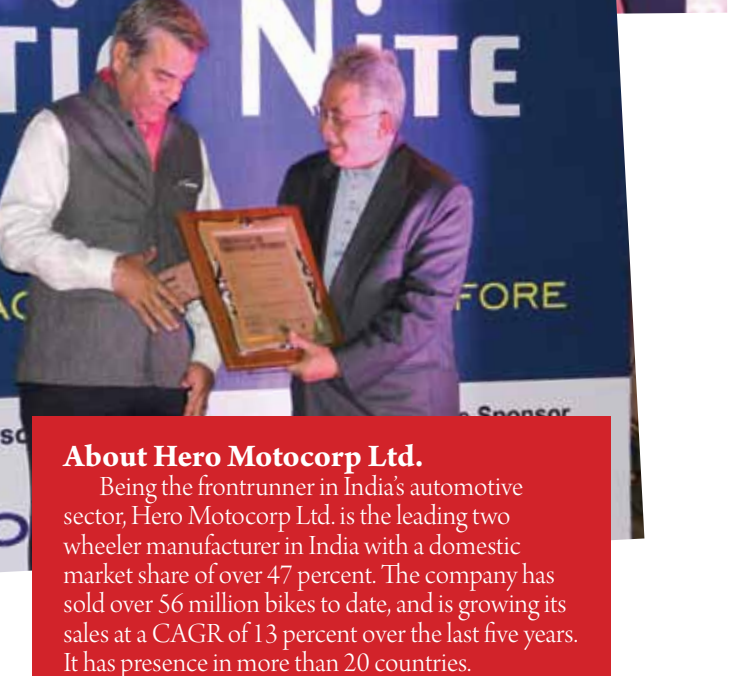 NITE
FORE
Sponsor
About Hero Motocorp Ltd.
Being the frontrunner in India's automotive
sector, Hero Motocorp Ltd. is the leading two
wheeler manufacturer in India with a domestic
market share of over 47 percent. The company has
sold over 56 million bikes to date, and is growing its
sales at a CAGR of 13 percent over the last five years.
It has presence in more than 20 countries.